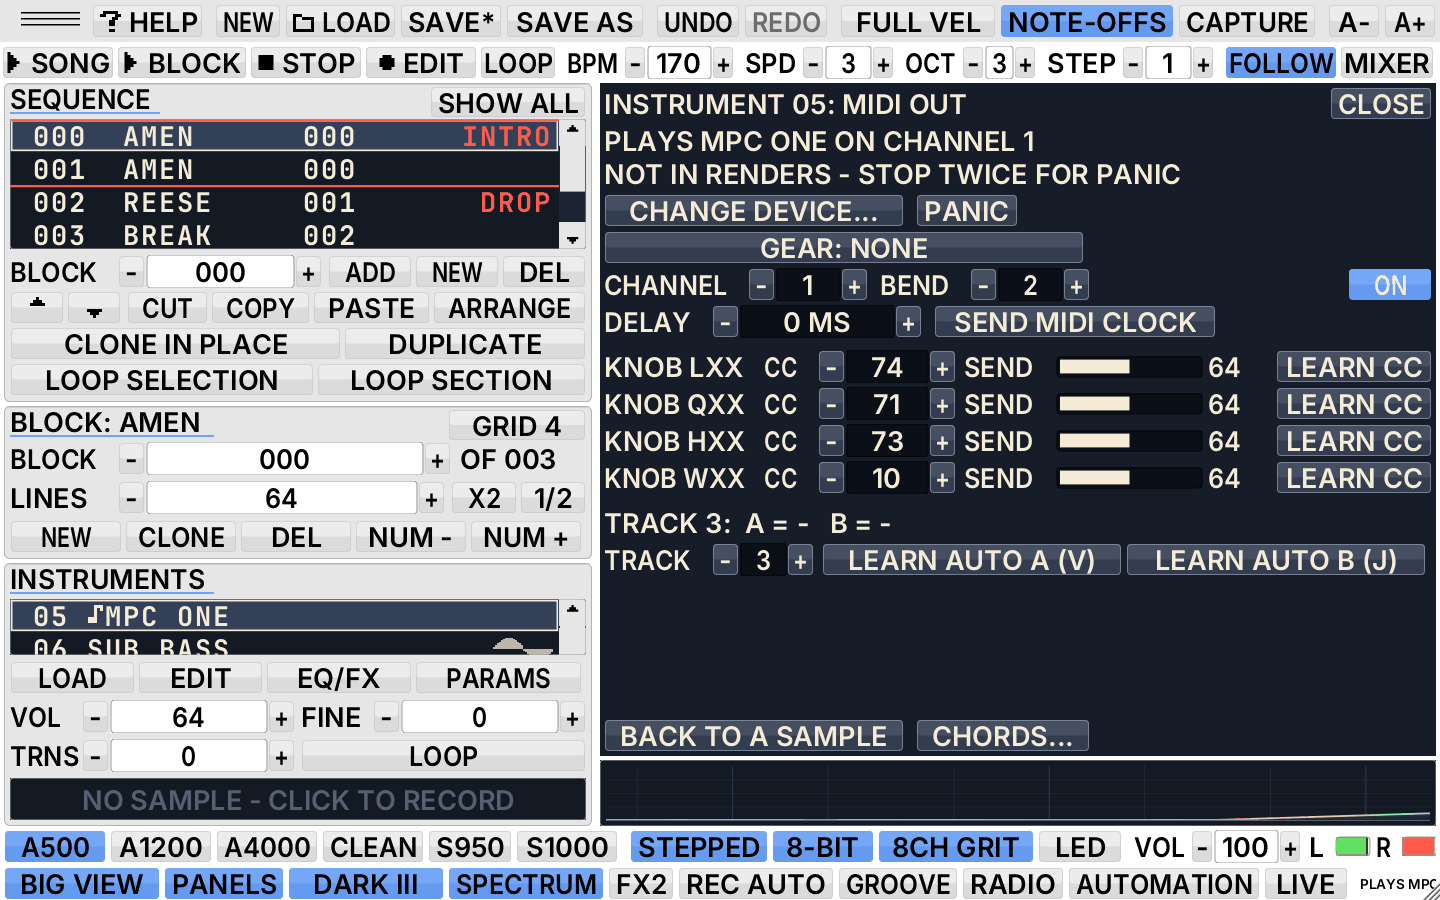 HELP NEW LOAD SAVE* SAVE AS UNDO REDO FULL VEL NOTE-OFFS CAPTURE A- A+
SONG BLOCK STOP EDIT LOOP BPM - 170 + SPD - 3 + OCT - 3 + STEP - 1 + FOLLOW MIXER
SEQUENCE SHOW ALL
000 AMEN 000 INTRO
001 AMEN 000
002 REESE 001 DROP
003 BREAK 002
BLOCK - 000 + ADD NEW DEL
CUT COPY PASTE ARRANGE
CLONE IN PLACE DUPLICATE
LOOP SELECTION LOOP SECTION
BLOCK: AMEN GRID 4
BLOCK - 000 + OF 003
LINES - 64 + X2 1/2
NEW CLONE DEL NUM - NUM +
INSTRUMENTS
05 MPC ONE
06 SUB BASS
LOAD EDIT EQ/FX PARAMS
VOL - 64 + FINE - 0 +
TRNS - 0 + LOOP
NO SAMPLE - CLICK TO RECORD
INSTRUMENT 05: MIDI OUT CLOSE
PLAYS MPC ONE ON CHANNEL 1
NOT IN RENDERS - STOP TWICE FOR PANIC
CHANGE DEVICE... PANIC
GEAR: NONE
CHANNEL - 1 + BEND - 2 + ON
DELAY - 0 MS + SEND MIDI CLOCK
KNOB LXX CC - 74 + SEND 64 LEARN CC
KNOB QXX CC - 71 + SEND 64 LEARN CC
KNOB HXX CC - 73 + SEND 64 LEARN CC
KNOB WXX CC - 10 + SEND 64 LEARN CC
TRACK 3: A = - B = -
TRACK - 3 + LEARN AUTO A (V) LEARN AUTO B (J)
BACK TO A SAMPLE CHORDS...
A500 A1200 A4000 CLEAN S950 S1000 STEPPED 8-BIT 8CH GRIT LED VOL - 100 + L R
BIG VIEW PANELS DARK III SPECTRUM FX2 REC AUTO GROOVE RADIO AUTOMATION LIVE PLAYS MPC